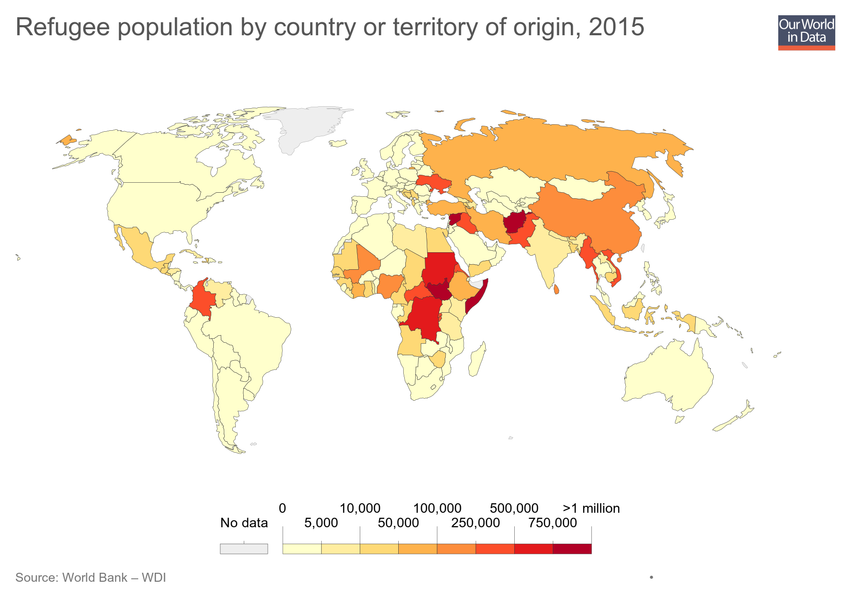 Refugee population by country or territory of origin, 2015
Our World
in Data
0 10,000 100,000 500,000 >1 million
No data 5,000 50,000 250,000 750,000
Source: World Bank – WDI